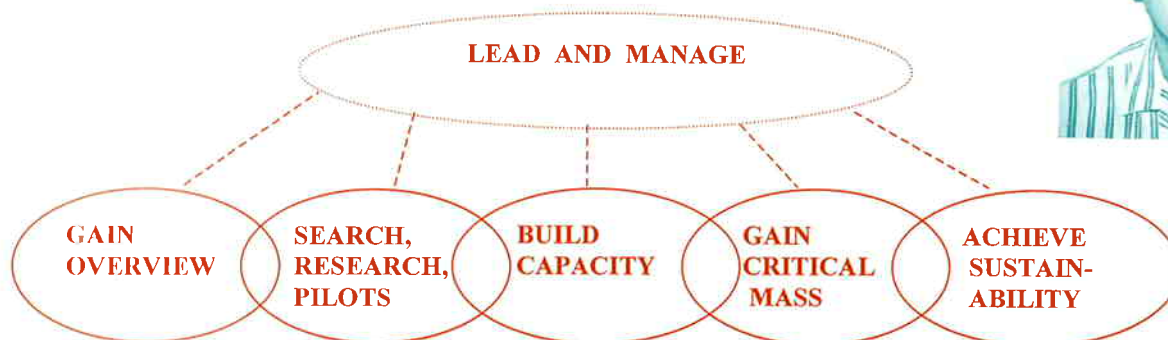 LEAD AND MANAGE
GAIN
OVERVIEW
SEARCH,
RESEARCH,
PILOTS
BUILD
CAPACITY
GAIN
CRITICAL
MASS
ACHIEVE
SUSTAIN-
ABILITY